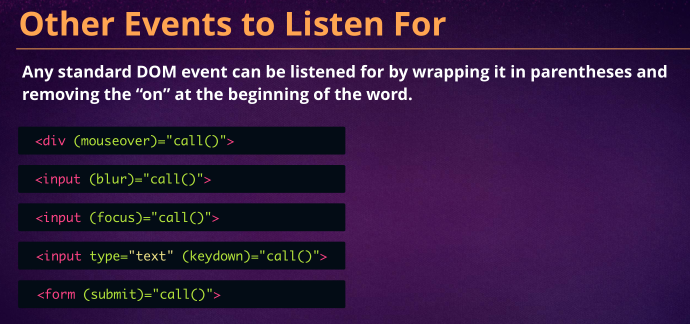 Other Events to Listen For
Any standard DOM event can be listened for by wrapping it in parentheses and
removing the “on” at the beginning of the word.
<div (mouseover)="call()">
<input (blur)="call()">
<input (focus)="call()">
<input type="text" (keydown)="call()">
<form (submit)="call()">